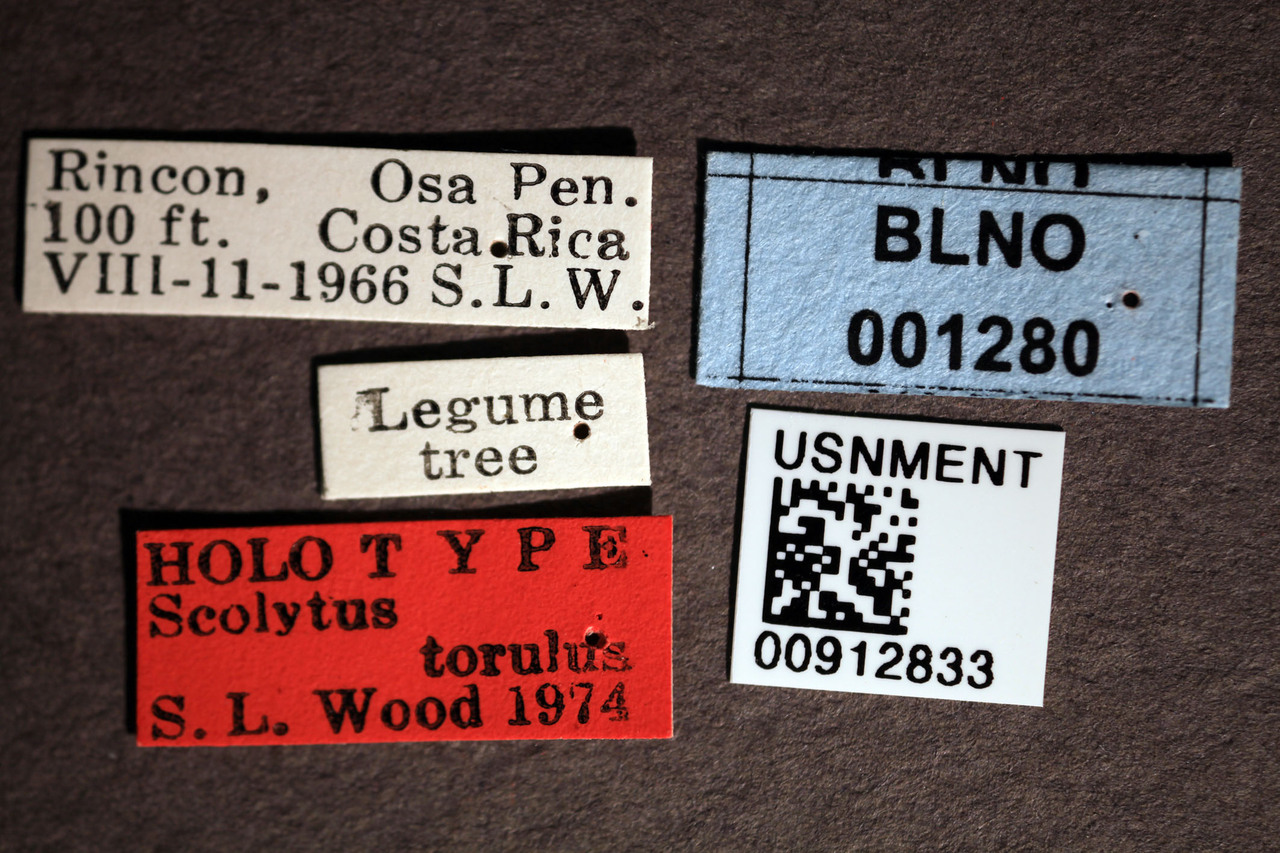 Rincon, Osa Pen.
100 ft. Costa Rica
VIII-11-1966 S.L.W.
Legume
tree
HOLOTYPE
Scolytus
torulus
S. L. Wood 1974
BLNO
001280
USNMENT
00912833